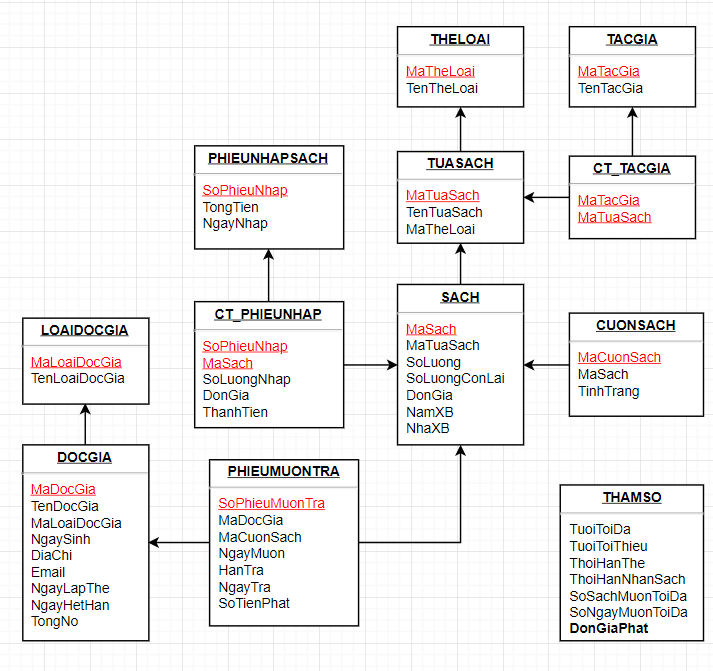 THELOAI
MaTheLoai
TenTheLoai
TACGIA
MaTacGia
TenTacGia
PHIEUNHAPSACH
SoPhieuNhap
TongTien
NgayNhap
TUASACH
MaTuaSach
TenTuaSach
MaTheLoai
CT_TACGIA
MaTacGia
MaTuaSach
LOAIDOCGIA
MaLoaiDocGia
TenLoaiDocGia
CT_PHIEUNHAP
SoPhieuNhap
MaSach
SoLuongNhap
DonGia
ThanhTien
SACH
MaSach
MaTuaSach
SoLuong
SoLuongConLai
DonGia
NamXB
NhaXB
CUONSACH
MaCuonSach
MaSach
TinhTrang
DOCGIA
MaDocGia
TenDocGia
MaLoaiDocGia
NgaySinh
DiaChi
Email
NgayLapThe
NgayHetHan
TongNo
PHIEUMUONTRA
SoPhieuMuonTra
MaDocGia
MaCuonSach
NgayMuon
HanTra
NgayTra
SoTienPhat
THAMSO
TuoiToiDa
TuoiToiThieu
ThoiHanThe
ThoiHanNhanSach
SoSachMuonToiDa
SoNgayMuonToiDa
DonGiaPhat